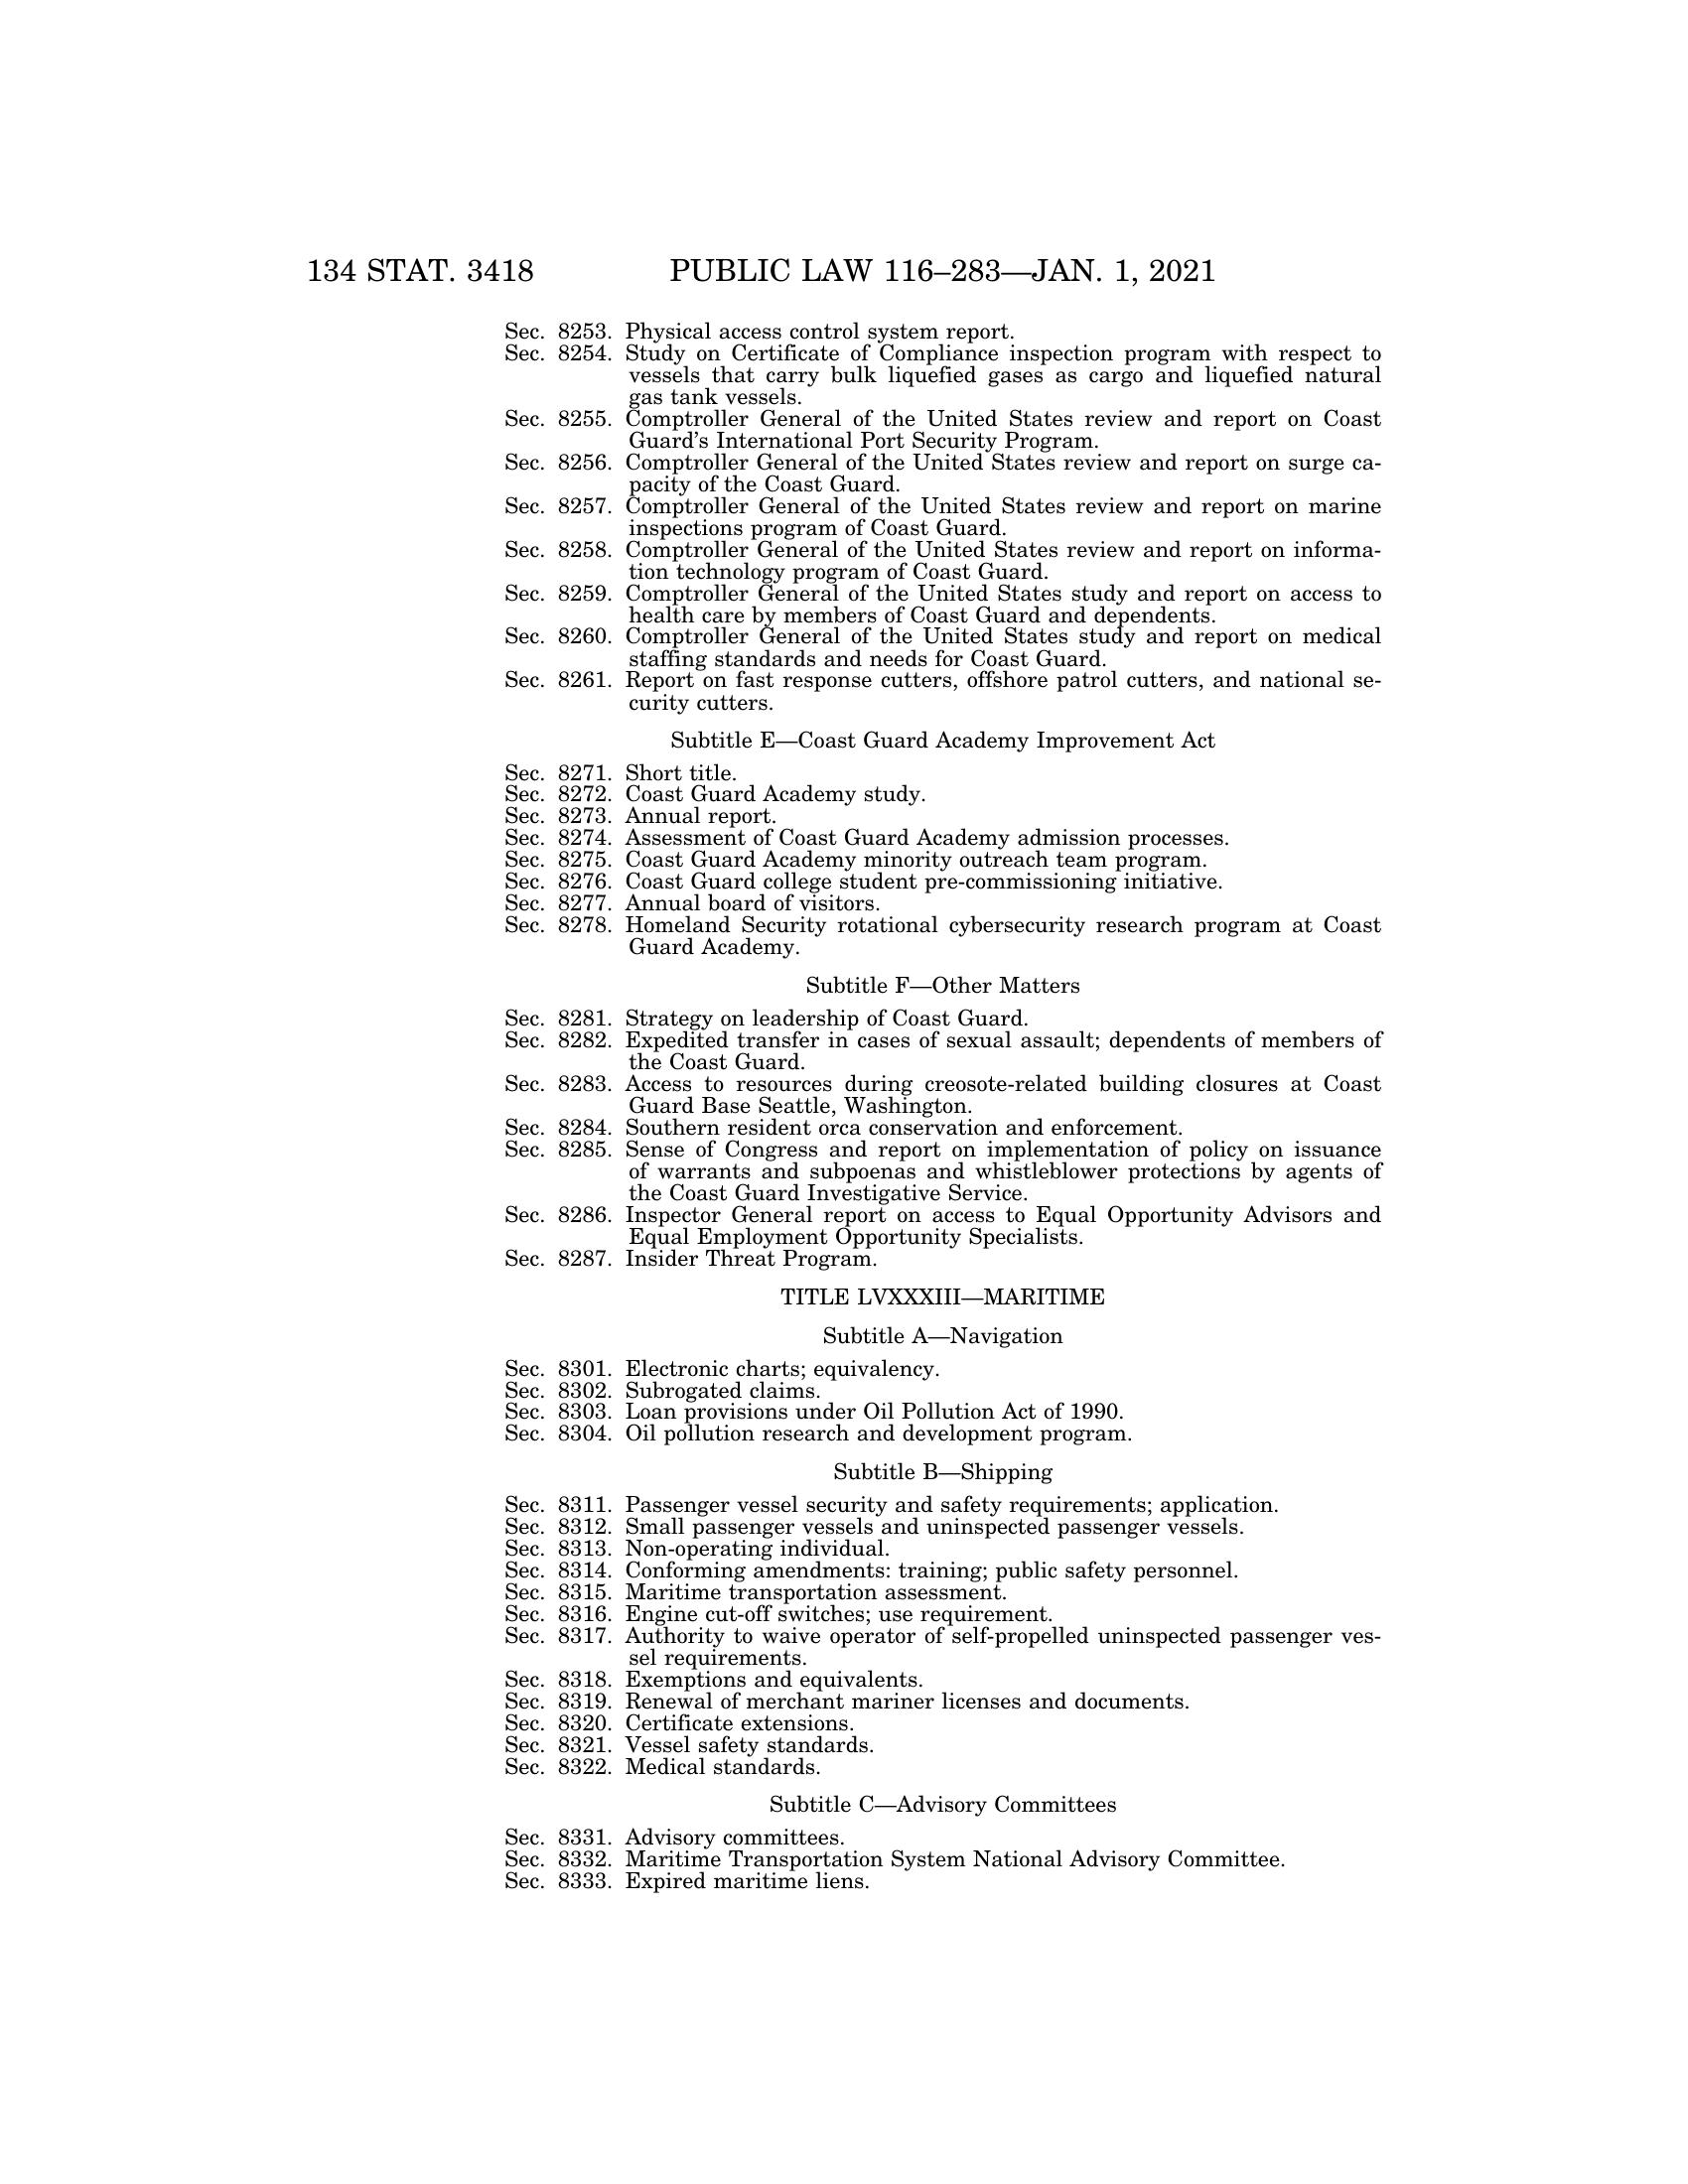 134 STAT. 3418 PUBLIC LAW 116–283—JAN. 1, 2021
Sec. 8253. Physical access control system report.
Sec. 8254. Study on Certificate of Compliance inspection program with respect to
vessels that carry bulk liquefied gases as cargo and liquefied natural
gas tank vessels.
Sec. 8255. Comptroller General of the United States review and report on Coast
Guard’s International Port Security Program.
Sec. 8256. Comptroller General of the United States review and report on surge ca-
pacity of the Coast Guard.
Sec. 8257. Comptroller General of the United States review and report on marine
inspections program of Coast Guard.
Sec. 8258. Comptroller General of the United States review and report on informa-
tion technology program of Coast Guard.
Sec. 8259. Comptroller General of the United States study and report on access to
health care by members of Coast Guard and dependents.
Sec. 8260. Comptroller General of the United States study and report on medical
staffing standards and needs for Coast Guard.
Sec. 8261. Report on fast response cutters, offshore patrol cutters, and national se-
curity cutters.
Subtitle E—Coast Guard Academy Improvement Act
Sec. 8271. Short title.
Sec. 8272. Coast Guard Academy study.
Sec. 8273. Annual report.
Sec. 8274. Assessment of Coast Guard Academy admission processes.
Sec. 8275. Coast Guard Academy minority outreach team program.
Sec. 8276. Coast Guard college student pre-commissioning initiative.
Sec. 8277. Annual board of visitors.
Sec. 8278. Homeland Security rotational cybersecurity research program at Coast
Guard Academy.
Subtitle F—Other Matters
Sec. 8281. Strategy on leadership of Coast Guard.
Sec. 8282. Expedited transfer in cases of sexual assault; dependents of members of
the Coast Guard.
Sec. 8283. Access to resources during creosote-related building closures at Coast
Guard Base Seattle, Washington.
Sec. 8284. Southern resident orca conservation and enforcement.
Sec. 8285. Sense of Congress and report on implementation of policy on issuance
of warrants and subpoenas and whistleblower protections by agents of
the Coast Guard Investigative Service.
Sec. 8286. Inspector General report on access to Equal Opportunity Advisors and
Equal Employment Opportunity Specialists.
Sec. 8287. Insider Threat Program.
TITLE LVXXXIII—MARITIME
Subtitle A—Navigation
Sec. 8301. Electronic charts; equivalency.
Sec. 8302. Subrogated claims.
Sec. 8303. Loan provisions under Oil Pollution Act of 1990.
Sec. 8304. Oil pollution research and development program.
Subtitle B—Shipping
Sec. 8311. Passenger vessel security and safety requirements; application.
Sec. 8312. Small passenger vessels and uninspected passenger vessels.
Sec. 8313. Non-operating individual.
Sec. 8314. Conforming amendments: training; public safety personnel.
Sec. 8315. Maritime transportation assessment.
Sec. 8316. Engine cut-off switches; use requirement.
Sec. 8317. Authority to waive operator of self-propelled uninspected passenger ves-
sel requirements.
Sec. 8318. Exemptions and equivalents.
Sec. 8319. Renewal of merchant mariner licenses and documents.
Sec. 8320. Certificate extensions.
Sec. 8321. Vessel safety standards.
Sec. 8322. Medical standards.
Subtitle C—Advisory Committees
Sec. 8331. Advisory committees.
Sec. 8332. Maritime Transportation System National Advisory Committee.
Sec. 8333. Expired maritime liens.